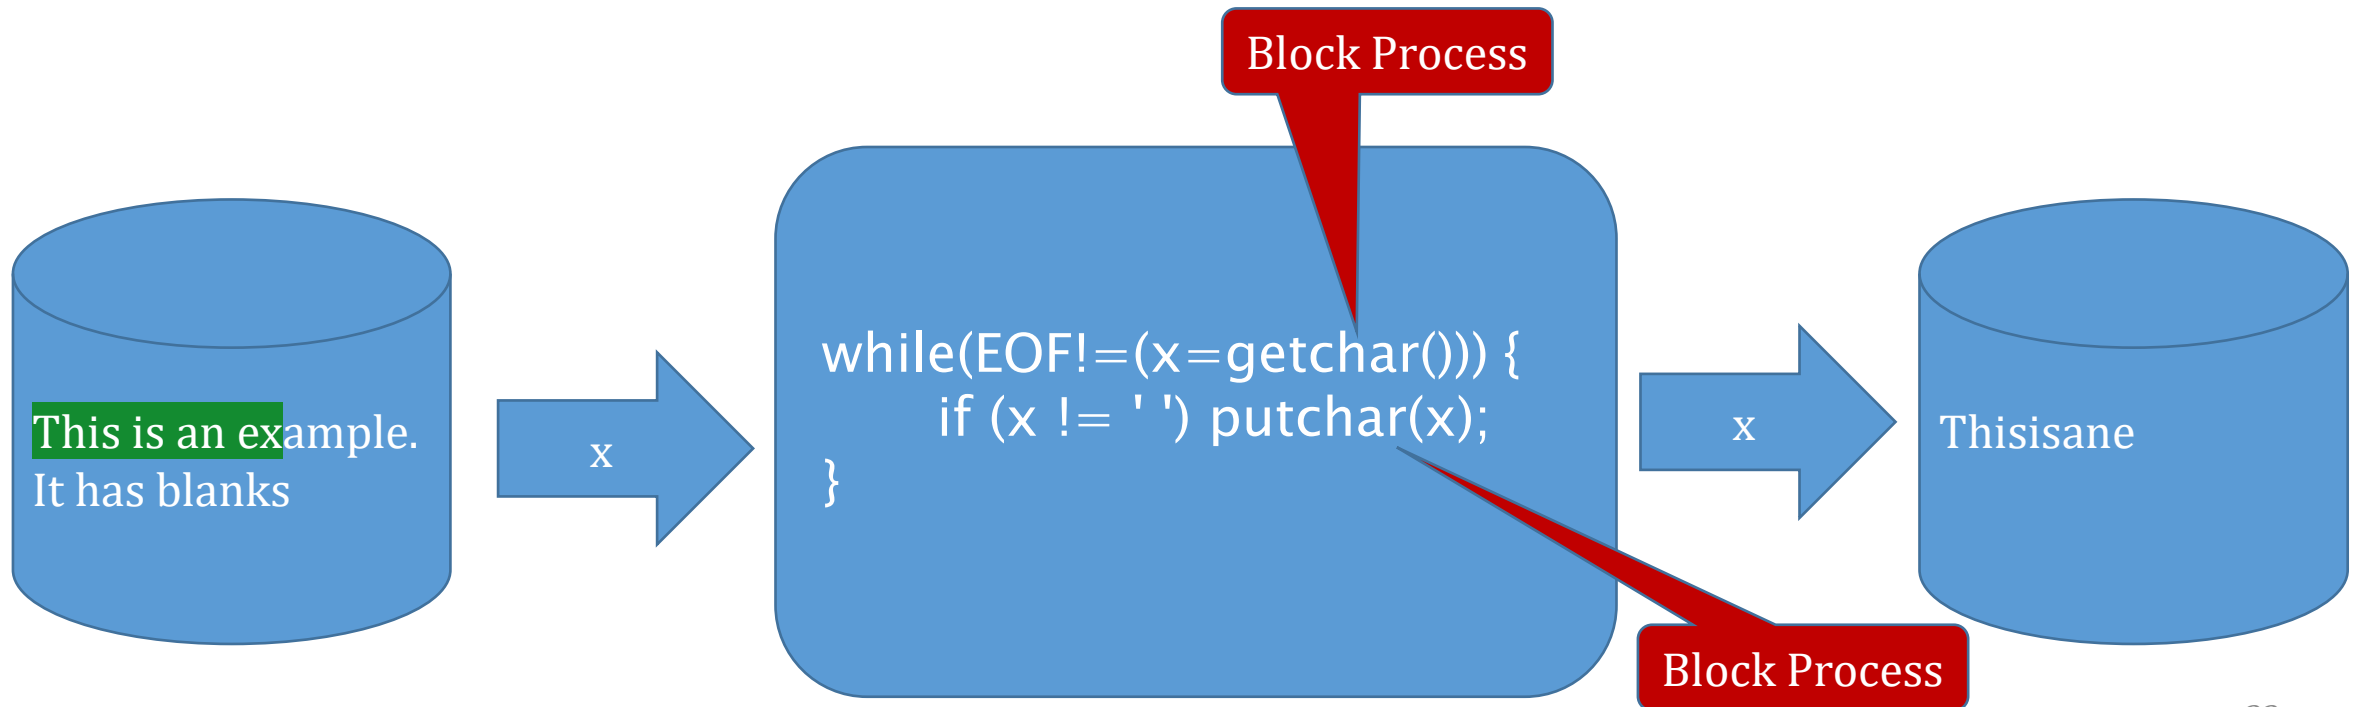 Block Process
This is an example.
It has blanks
x
while(EOF!=(x=getchar())) {
if (x != ' ') putchar(x);
}
x
Thisisane
Block Process